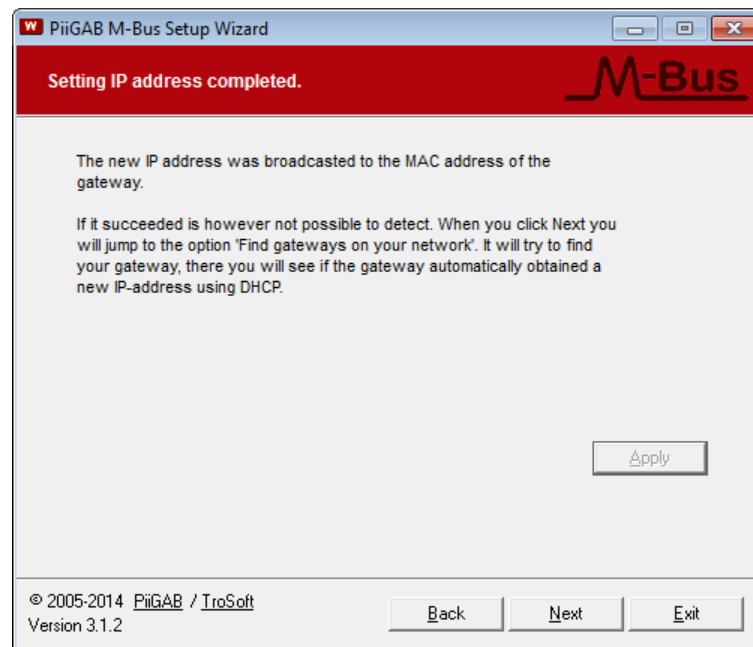 PiiGAB M-Bus Setup Wizard
Setting IP address completed.
M-Bus
The new IP address was broadcasted to the MAC address of the
gateway.
If it succeeded is however not possible to detect. When you click Next you
will jump to the option 'Find gateways on your network'. It will try to find
your gateway, there you will see if the gateway automatically obtained a
new IP-address using DHCP.
Apply
© 2005-2014 PiiGAB / TroSoft
Version 3.1.2
Back
Next
Exit